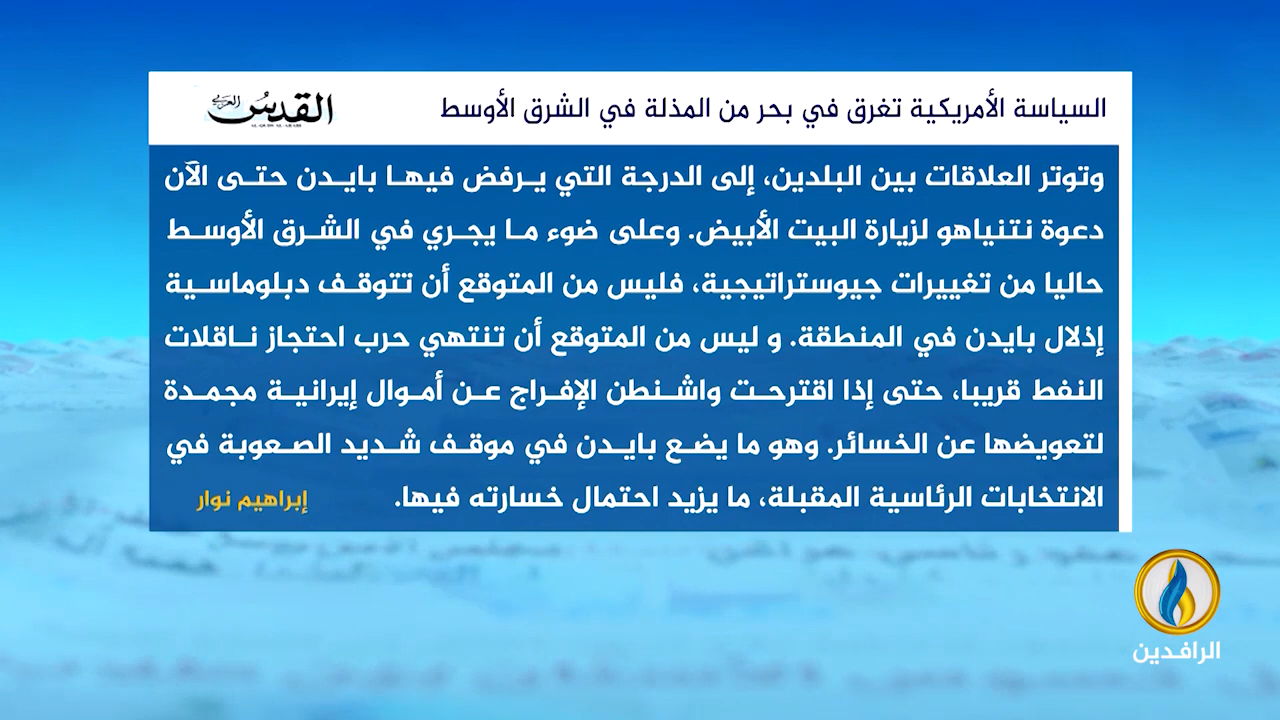 السياسة الأمريكية تغرق في بحر من المذلة في الشرق الأوسط
القدس العربي
وتوتر العلاقات بين البلدين، إلى الدرجة التي يرفض فيها بايدن حتى الآن
دعوة نتنياهو لزيارة البيت الأبيض. وعلى ضوء ما يجري في الشرق الأوسط
حاليا من تغييرات جيوستراتيجية، فليس من المتوقع أن تتوقف دبلوماسية
إذلال بايدن في المنطقة. و ليس من المتوقع أن تنتهي حرب احتجاز ناقلات
النفط قريبا، حتى إذا اقترحت واشنطن الإفراج عن أموال إيرانية مجمدة
لتعويضها عن الخسائر. وهو ما يضع بايدن في موقف شديد الصعوبة في
الانتخابات الرئاسية المقبلة، ما يزيد احتمال خسارته فيها.
إبراهيم نوار
الرافدين